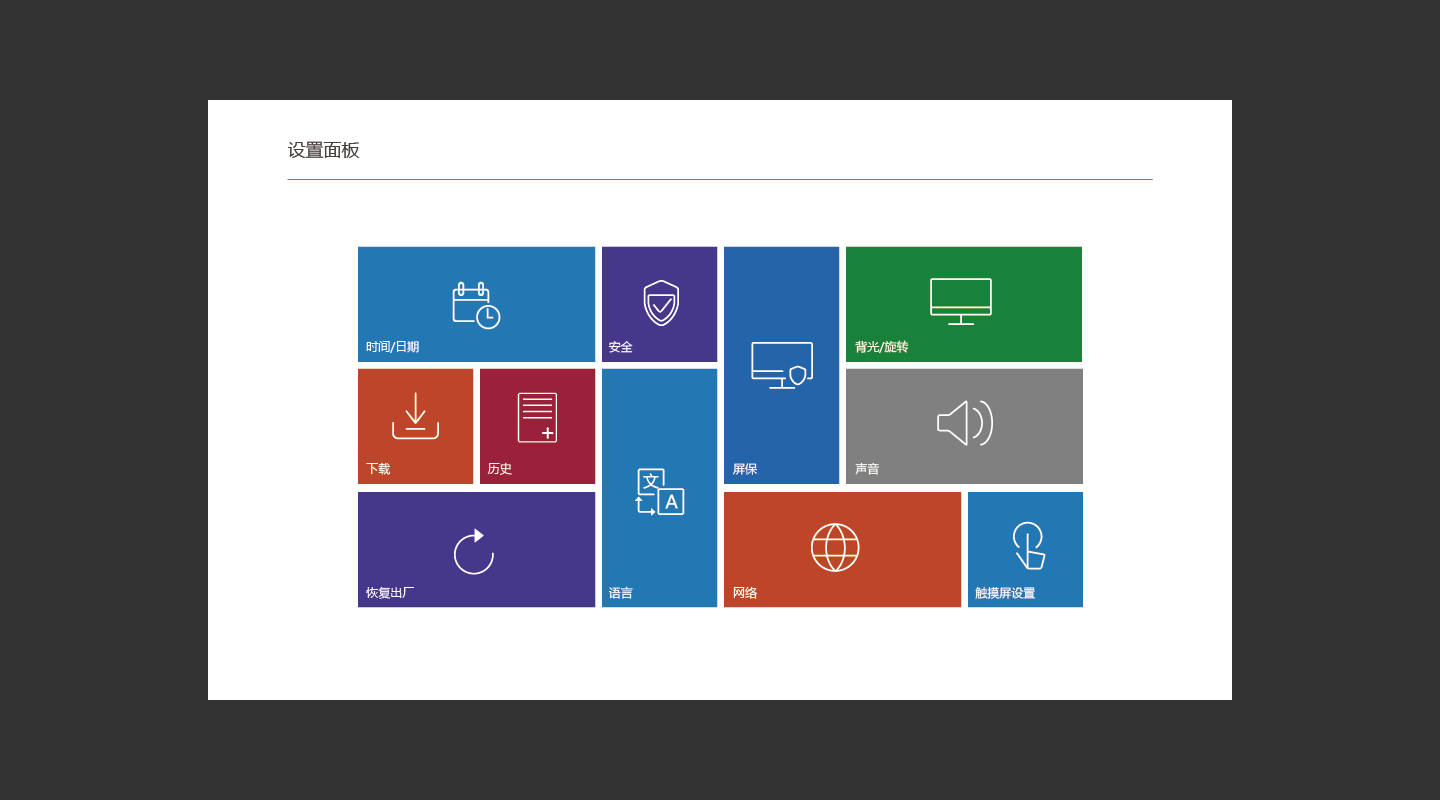 设置面板
时间/日期
安全
背光/旋转
下载
历史
屏保
声音
文
A
恢复出厂
语言
网络
触摸屏设置